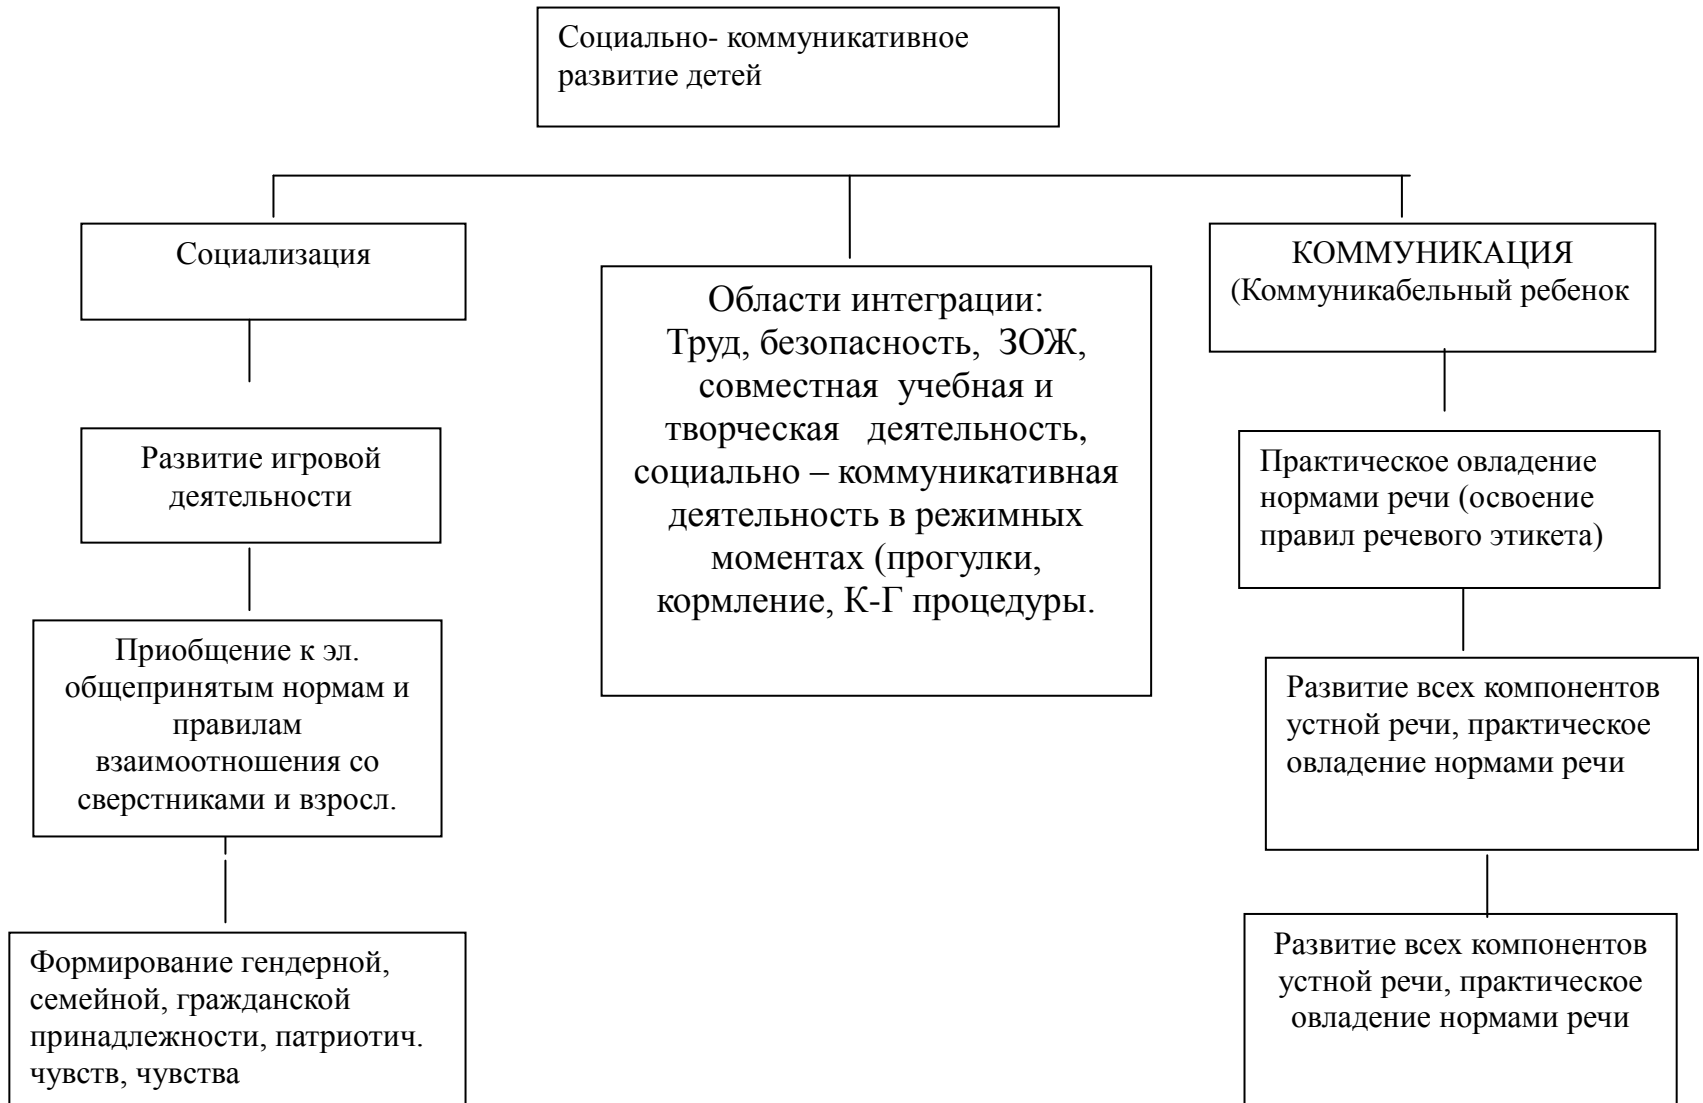 Социально- коммуникативное
развитие детей
Социализация
Развитие игровой
деятельности
Приобщение к эл.
общепринятым нормам и
правилам
взаимоотношения со
сверстниками и взросл.
Формирование гендерной,
семейной, гражданской
принадлежности, патриотич.
чувств, чувства
Области интеграции:
Труд, безопасность, ЗОЖ,
совместная учебная и
творческая деятельность,
социально – коммуникативная
деятельность в режимных
моментах (прогулки,
кормление, К-Г процедуры.
КОММУНИКАЦИЯ
(Коммуникабельный ребенок
Практическое овладение
нормами речи (освоение
правил речевого этикета)
Развитие всех компонентов
устной речи, практическое
овладение нормами речи
Развитие всех компонентов
устной речи, практическое
овладение нормами речи